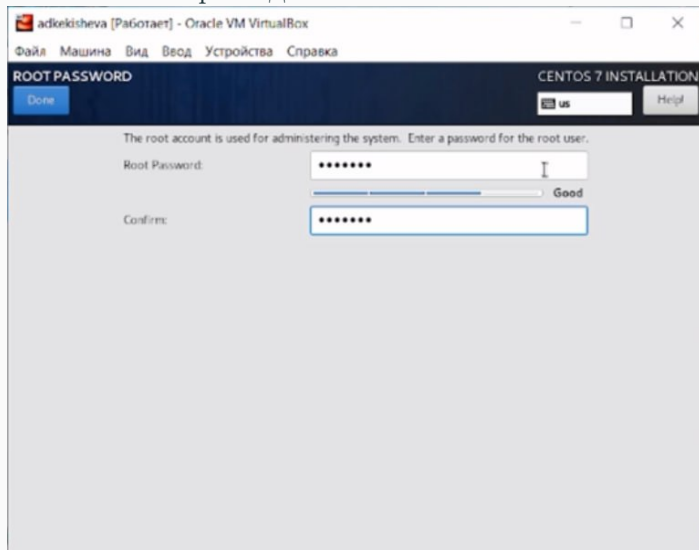 adkekisheva [Работает] - Oracle VM VirtualBox
Файл Машина Вид Ввод Устройства Справка
ROOT PASSWORD
CENTOS 7 INSTALLATION
Done
us
Help!
The root account is used for administering the system. Enter a password for the root user.
Root Password:
•••••••
Good
Confirm:
•••••••